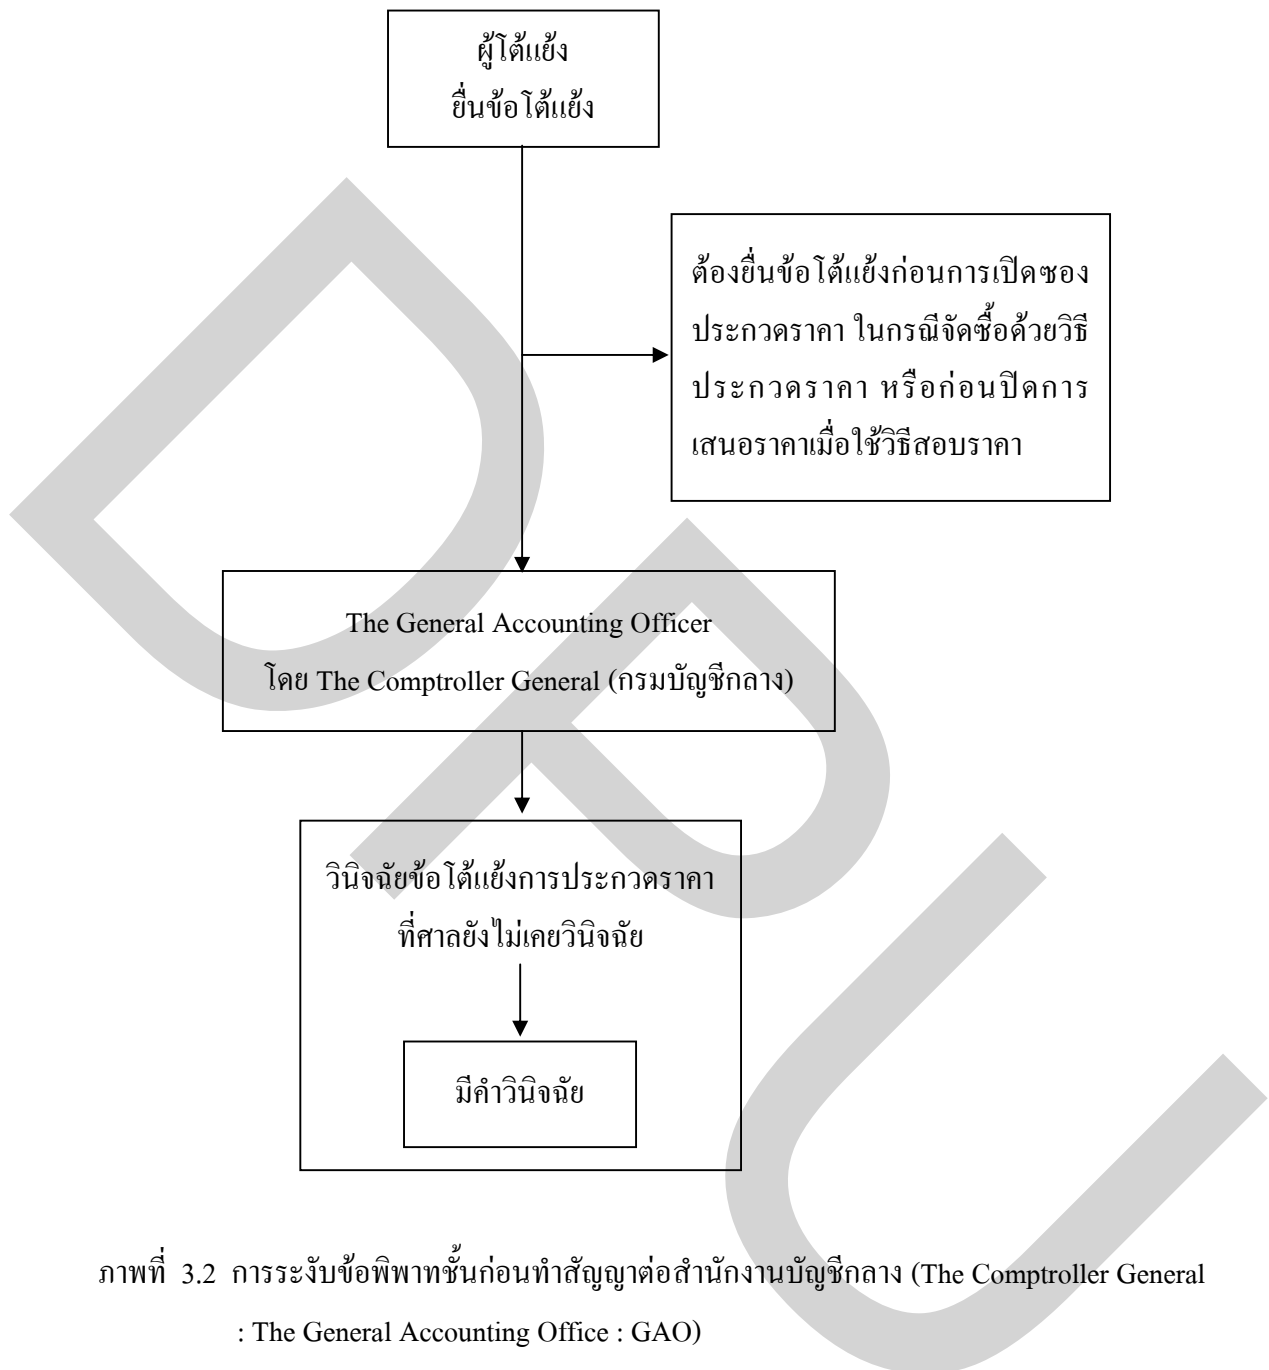 ผู้โต้แย้ง
ยื่นข้อโต้แย้ง
ต้องยื่นข้อโต้แย้งก่อนการเปิดซอง
ประกวดราคา ในกรณีจัดซื้อด้วยวิธี
ประกวดราคา หรือก่อนปิดการ
เสนอราคาเมื่อใช้วิธีสอบราคา
The General Accounting Officer
โดย The Comptroller General (กรมบัญชีกลาง)
วินิจฉัยข้อโต้แย้งการประกวดราคา
ที่ศาลยังไม่เคยวินิจฉัย
มีคำวินิจฉัย
ภาพที่ 3.2 การระงับข้อพิพาทชั้นก่อนทำสัญญาต่อสำนักงานบัญชีกลาง (The Comptroller General
: The General Accounting Office : GAO)
DPU